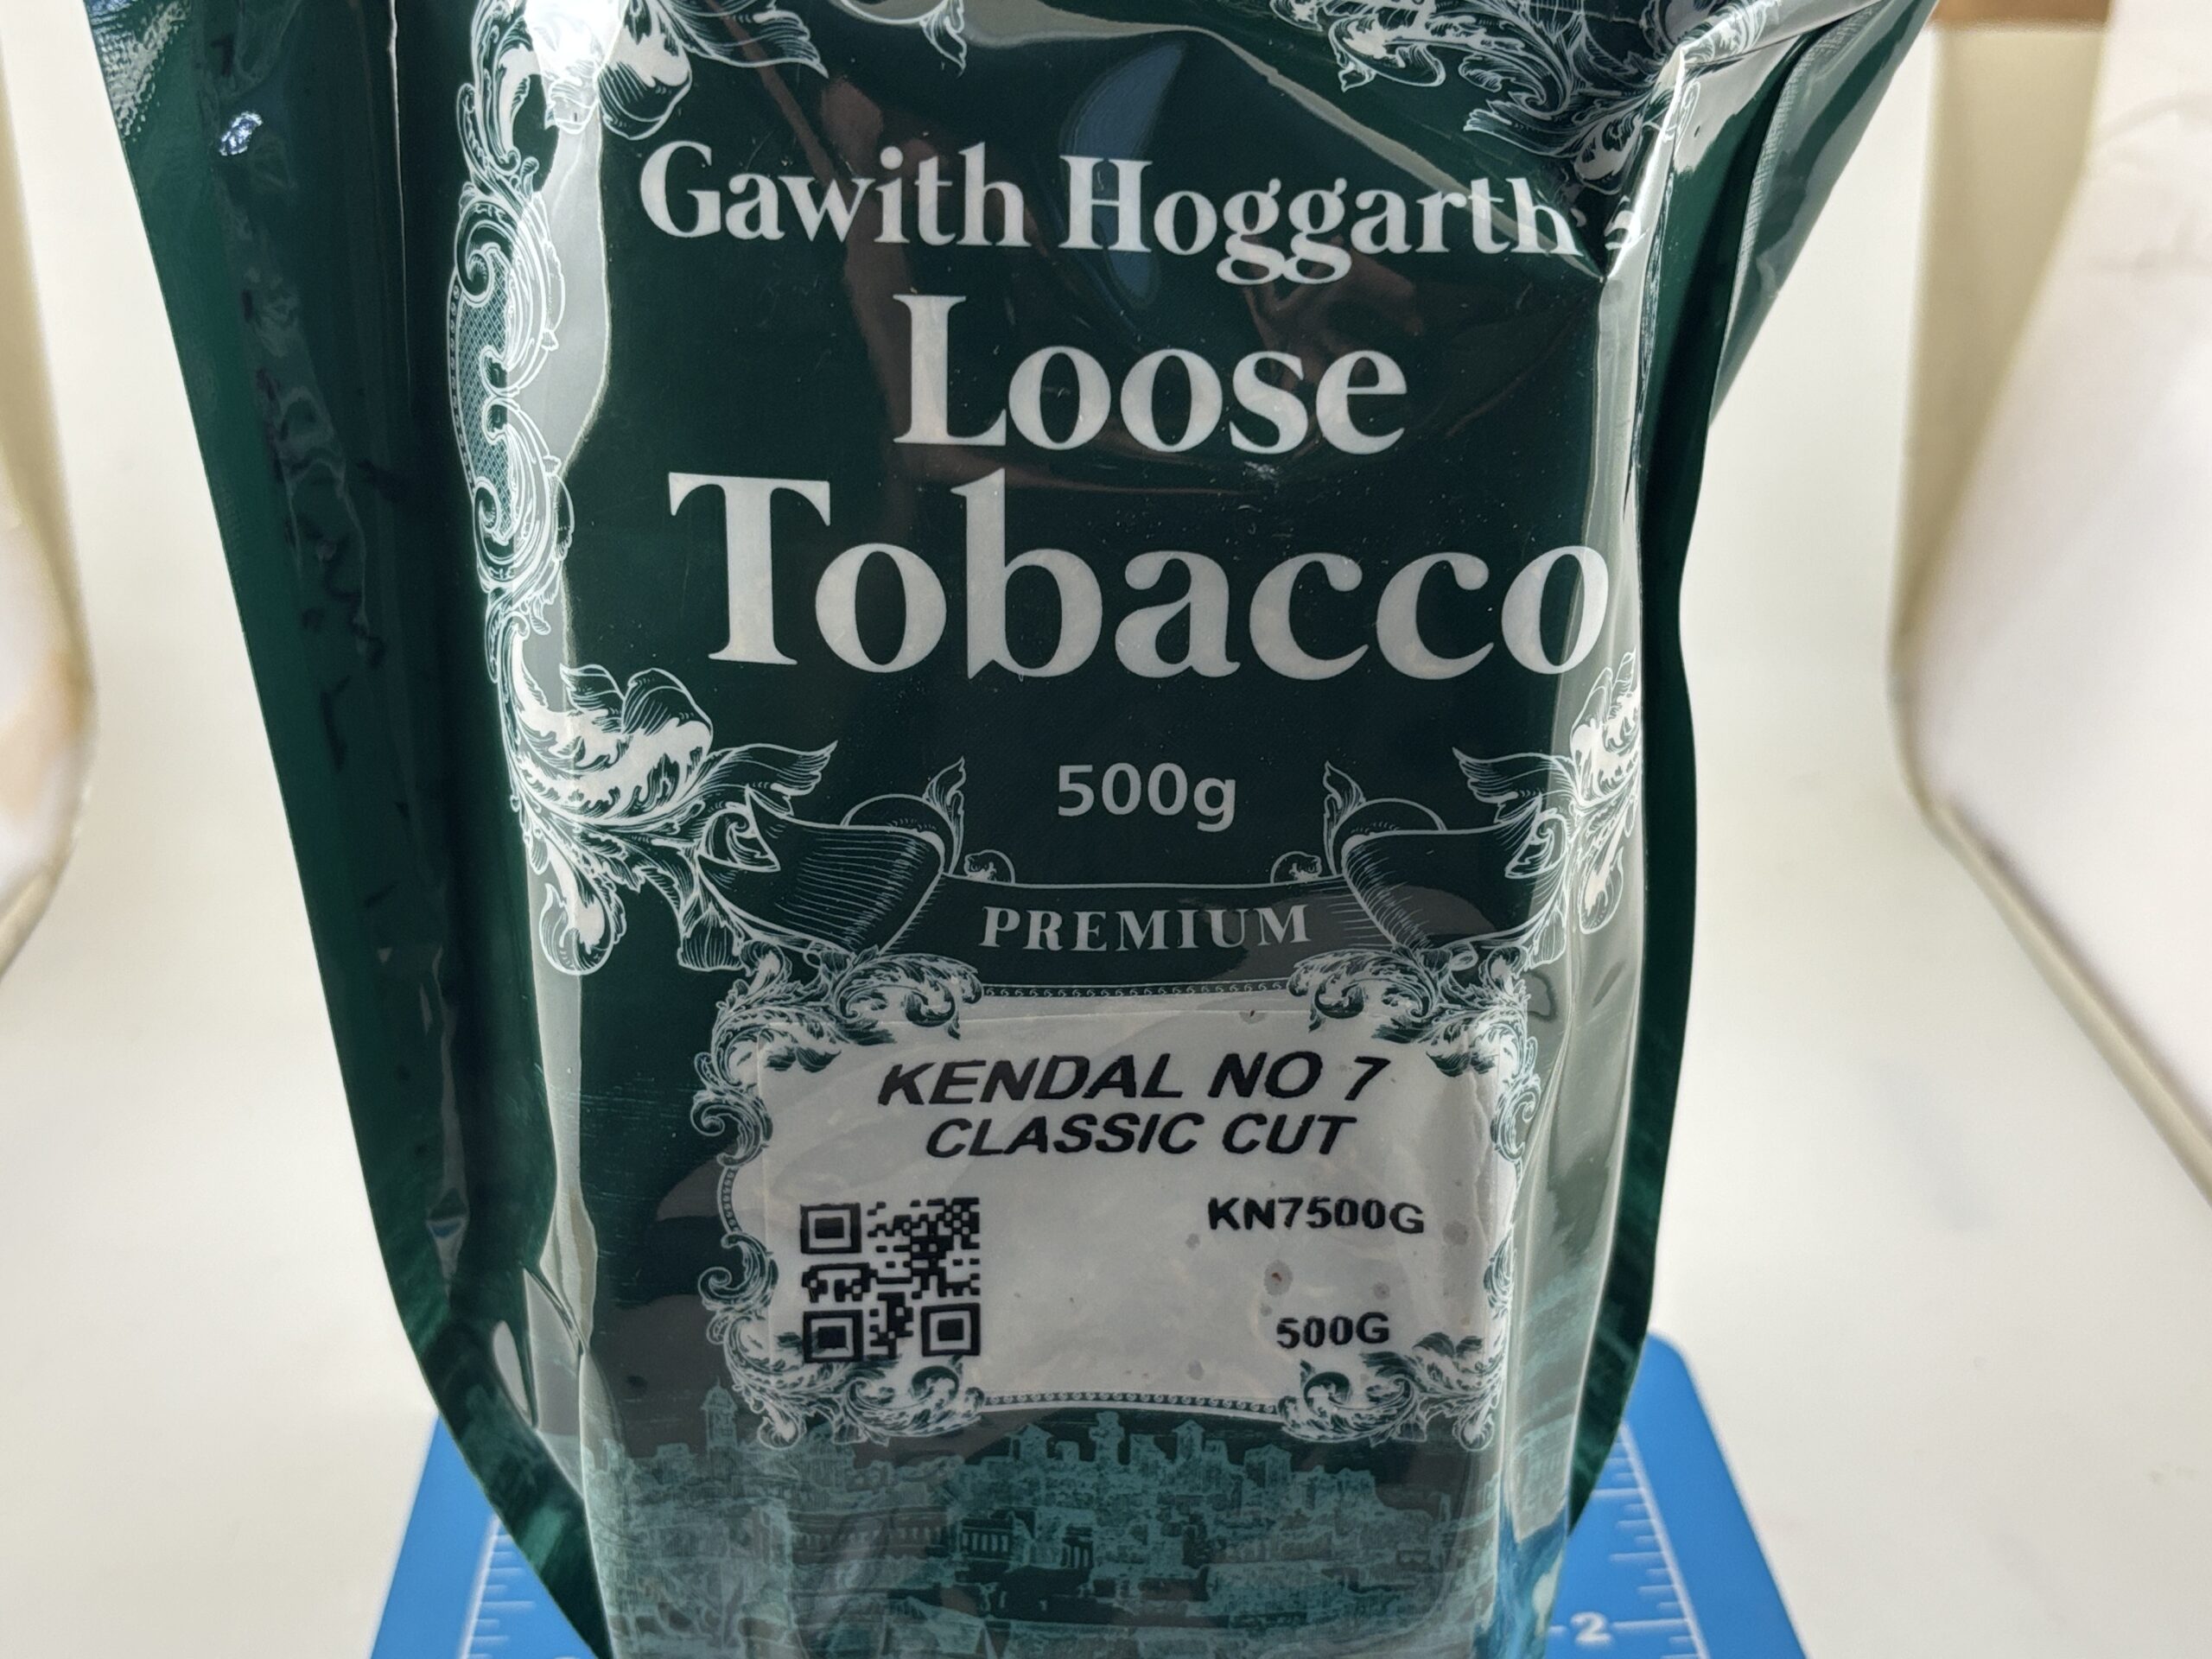 Gawith Hoggarth's
Loose
Tobacco
500g
PREMIUM
KENDAL NO 7
CLASSIC CUT
KN7500G
500G
2